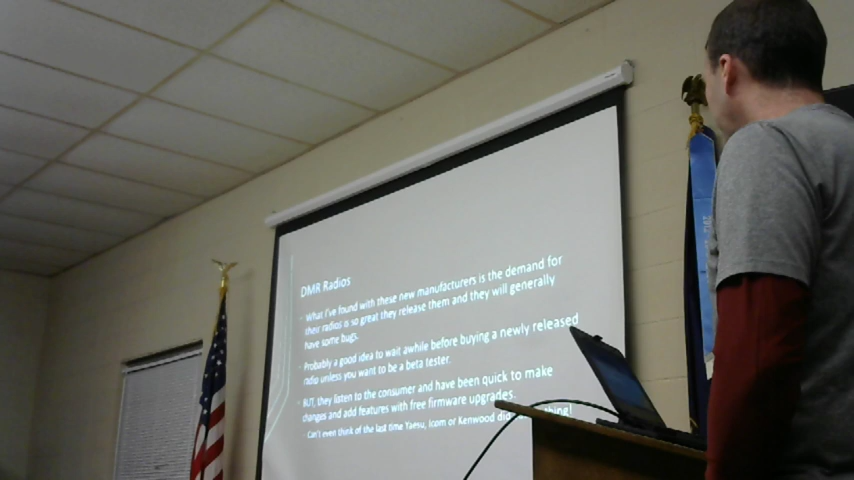 DMR Radios
What I've found with these new manufacturers is the demand for
their radios is so great they release them and they will generally
have some bugs.
Probably a good idea to wait awhile before buying a newly released
radio unless you want to be a beta tester.
BUT, they listen to the consumer and have been quick to make
changes and add features with free firmware upgrades.
Can't even think of the last time Yaesu, Icom or Kenwood